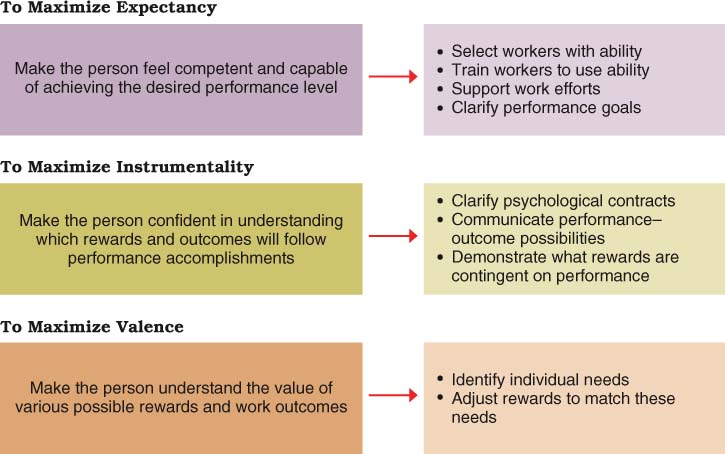 To Maximize Expectancy
Make the person feel competent and capable
of achieving the desired performance level
• Select workers with ability
• Train workers to use ability
• Support work efforts
• Clarify performance goals
To Maximize Instrumentality
Make the person confident in understanding
which rewards and outcomes will follow
performance accomplishments
• Clarify psychological contracts
• Communicate performance–
outcome possibilities
• Demonstrate what rewards are
contingent on performance
To Maximize Valence
Make the person understand the value of
various possible rewards and work outcomes
• Identify individual needs
• Adjust rewards to match these
needs